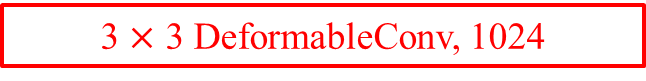 3 × 3 DeformableConv, 1024